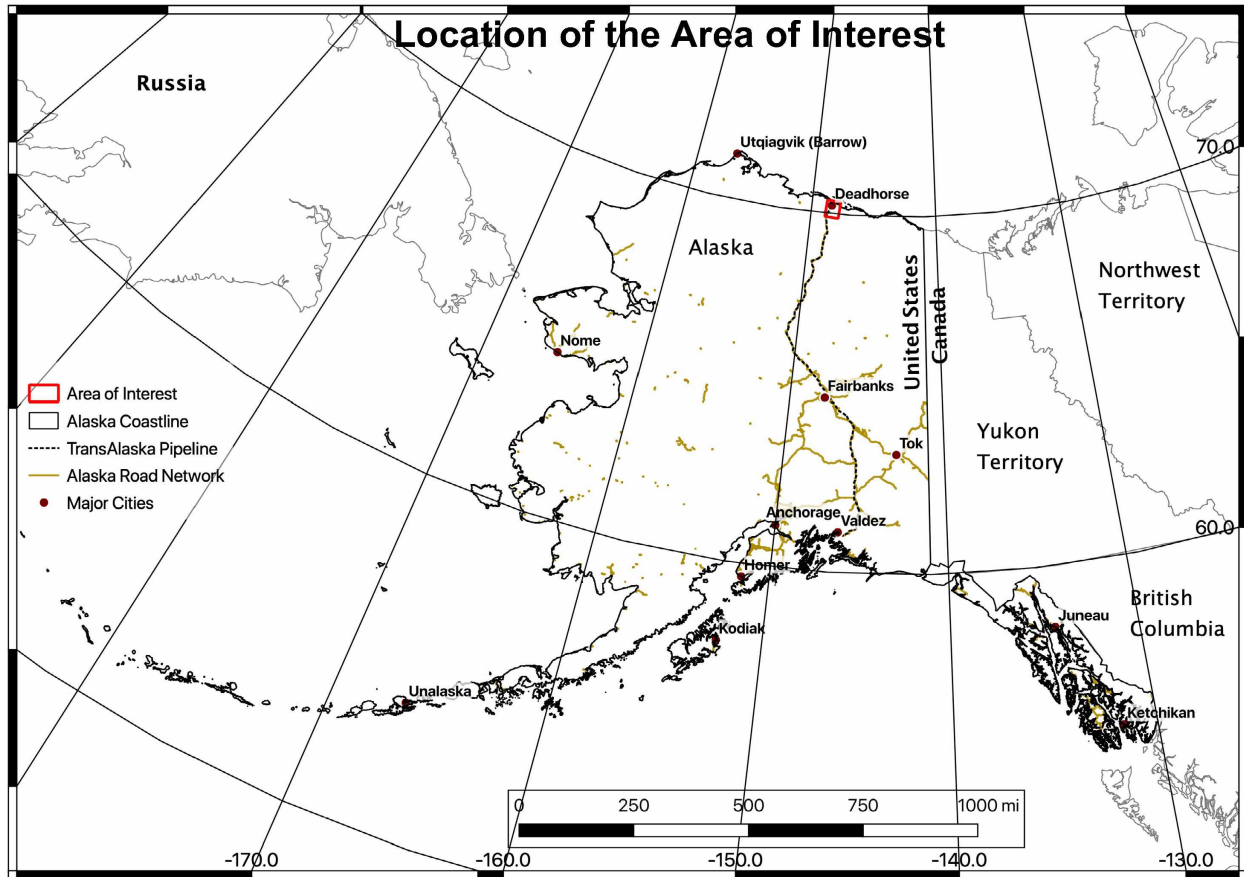 Location of the Area of Interest
Russia
Utqiagvik (Barrow)
70.0
Deadhorse
Alaska
Northwest
Territory
United States
Canada
Nome
Area of Interest
Alaska Coastline
TransAlaska Pipeline
Alaska Road Network
Major Cities
Fairbanks
Tok
Yukon
Territory
Anchorage
Valdez
60.0
Homer
British
Columbia
Juneau
Kodiak
Unalaska
Ketchikan
0 250 500 750 1000 mi
-170.0 -160.0 -150.0 -140.0 -130.0